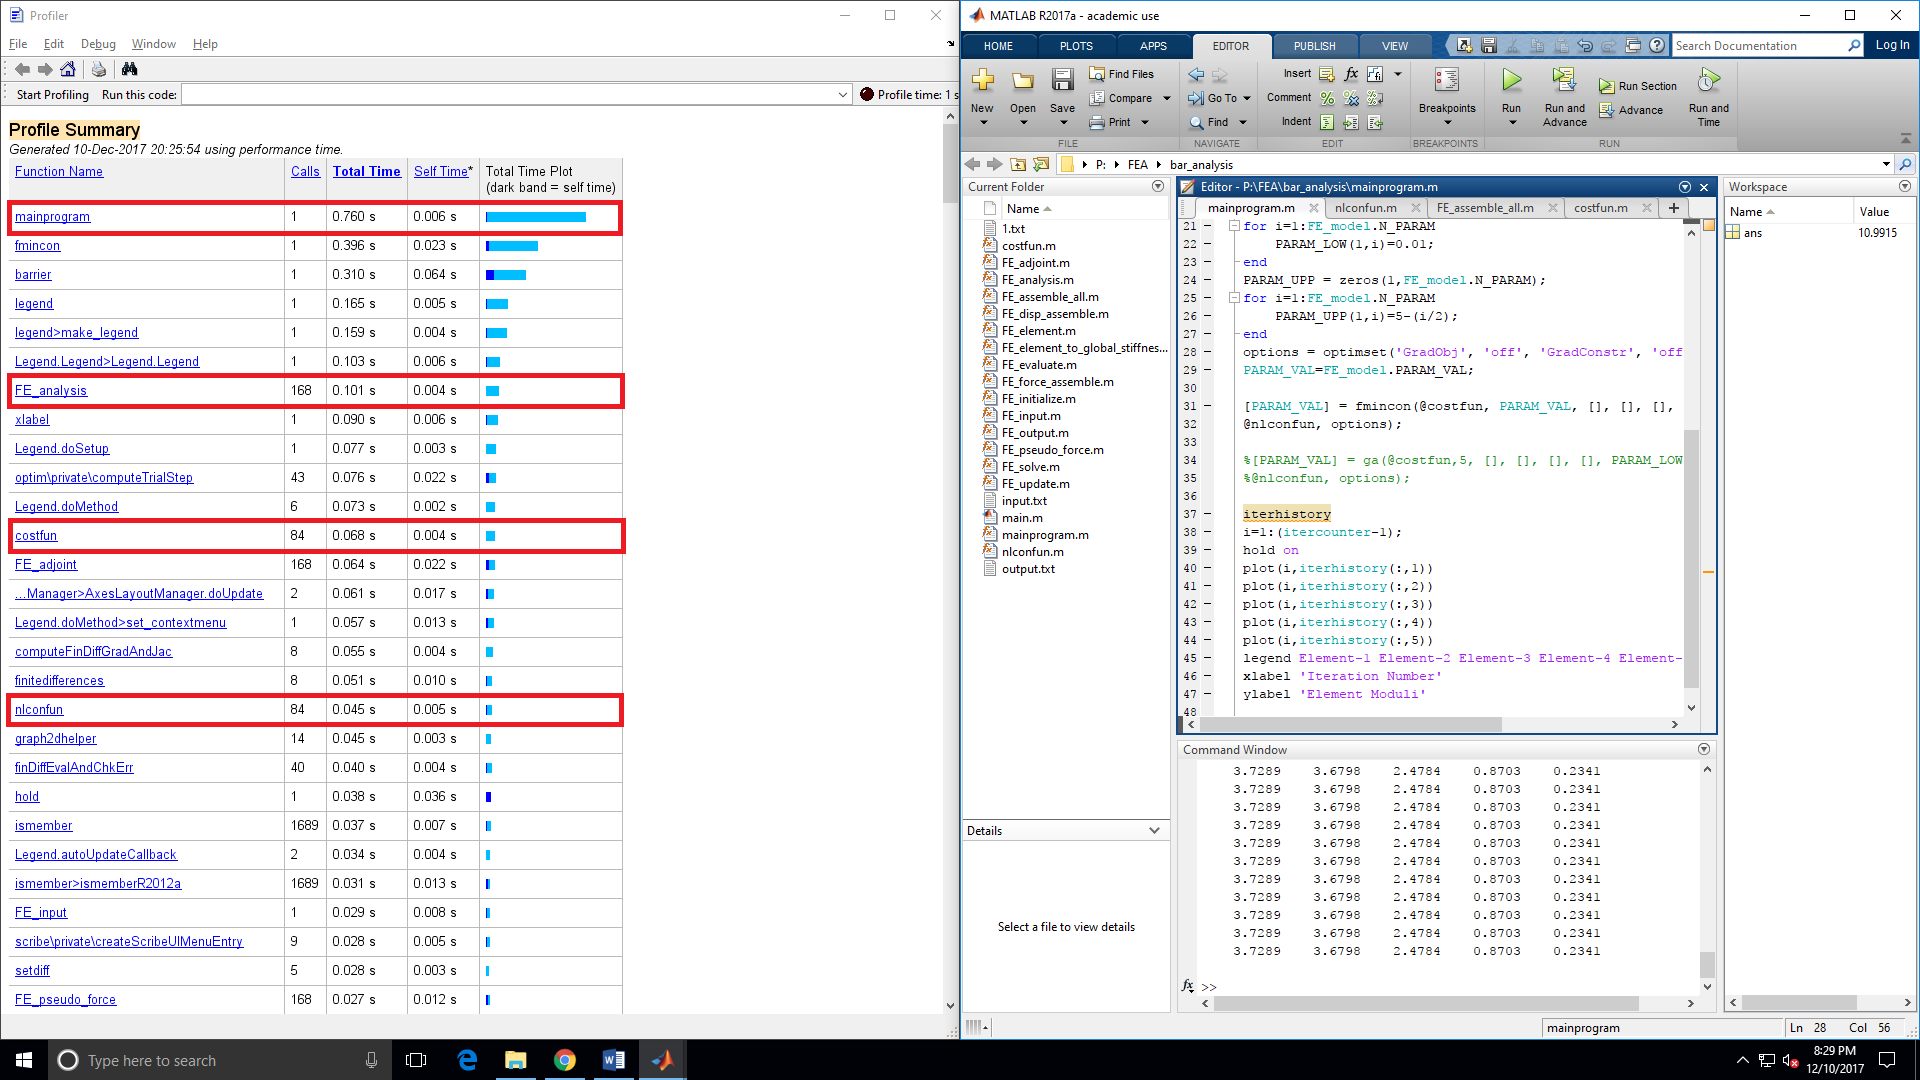 Profiler
File Edit Debug Window Help
Start Profiling Run this code: Profile time: 1 s
Profile Summary
Generated 10-Dec-2017 20:25:54 using performance time.
Function Name Calls Total Time Self Time* Total Time Plot
(dark band = self time)
mainprogram 1 0.760 s 0.006 s
fmincon 1 0.396 s 0.023 s
barrier 1 0.310 s 0.064 s
legend 1 0.165 s 0.005 s
legend>make_legend 1 0.159 s 0.004 s
Legend.Legend>Legend.Legend 1 0.103 s 0.006 s
FE_analysis 168 0.101 s 0.004 s
xlabel 1 0.090 s 0.006 s
Legend.doSetup 1 0.077 s 0.003 s
optim\private\computeTrialStep 43 0.076 s 0.022 s
Legend.doMethod 6 0.073 s 0.002 s
costfun 84 0.068 s 0.004 s
FE_adjoint 168 0.064 s 0.022 s
...Manager>AxesLayoutManager.doUpdate 2 0.061 s 0.017 s
Legend.doMethod>set_contextmenu 1 0.057 s 0.013 s
computeFinDiffGradAndJac 8 0.055 s 0.004 s
finitedifferences 8 0.051 s 0.010 s
nlconfun 84 0.045 s 0.005 s
graph2dhelper 14 0.045 s 0.003 s
finDiffEvalAndChkErr 40 0.040 s 0.004 s
hold 1 0.038 s 0.036 s
ismember 1689 0.037 s 0.007 s
Legend.autoUpdateCallback 2 0.034 s 0.004 s
ismember>ismemberR2012a 1689 0.031 s 0.013 s
FE_input 1 0.029 s 0.008 s
scribe\private\createScribeUIMenuEntry 9 0.028 s 0.005 s
setdiff 5 0.028 s 0.003 s
FE_pseudo_force 168 0.027 s 0.012 s
MATLAB R2017a - academic use
HOME PLOTS APPS EDITOR PUBLISH VIEW Search Documentation Log In
New Open Save Find Files Compare Print
Go To Find
Insert fx
Comment
Indent
Breakpoints
Run Run and Advance Run Section Advance Run and Time
FILE NAVIGATE EDIT BREAKPOINTS RUN
P: FEA bar_analysis
Current Folder
Name
1.txt
costfun.m
FE_adjoint.m
FE_analysis.m
FE_assemble_all.m
FE_disp_assemble.m
FE_element.m
FE_element_to_global_stiffnes...
FE_evaluate.m
FE_force_assemble.m
FE_initialize.m
FE_input.m
FE_output.m
FE_pseudo_force.m
FE_solve.m
FE_update.m
input.txt
main.m
mainprogram.m
nlconfun.m
output.txt
Details
Select a file to view details
Editor - P:\FEA\bar_analysis\mainprogram.m
mainprogram.m nlconfun.m FE_assemble_all.m costfun.m +
21 for i=1:FE_model.N_PARAM
22 PARAM_LOW(1,i)=0.01;
23 end
24 PARAM_UPP = zeros(1,FE_model.N_PARAM);
25 for i=1:FE_model.N_PARAM
26 PARAM_UPP(1,i)=5-(i/2);
27 end
28 options = optimset('GradObj', 'off', 'GradConstr', 'off
29 PARAM_VAL=FE_model.PARAM_VAL;
30
31 [PARAM_VAL] = fmincon(@costfun, PARAM_VAL, [], [], [],
32 @nlconfun, options);
33
34 %[PARAM_VAL] = ga(@costfun,5, [], [], [], [], PARAM_LOW
35 %@nlconfun, options);
36
37 iterhistory
38 i=1:(itercounter-1);
39 hold on
40 plot(i,iterhistory(:,1))
41 plot(i,iterhistory(:,2))
42 plot(i,iterhistory(:,3))
43 plot(i,iterhistory(:,4))
44 plot(i,iterhistory(:,5))
45 legend Element-1 Element-2 Element-3 Element-4 Element-
46 xlabel 'Iteration Number'
47 ylabel 'Element Moduli'
48
Command Window
3.7289 3.6798 2.4784 0.8703 0.2341
3.7289 3.6798 2.4784 0.8703 0.2341
3.7289 3.6798 2.4784 0.8703 0.2341
3.7289 3.6798 2.4784 0.8703 0.2341
3.7289 3.6798 2.4784 0.8703 0.2341
3.7289 3.6798 2.4784 0.8703 0.2341
3.7289 3.6798 2.4784 0.8703 0.2341
3.7289 3.6798 2.4784 0.8703 0.2341
3.7289 3.6798 2.4784 0.8703 0.2341
3.7289 3.6798 2.4784 0.8703 0.2341
3.7289 3.6798 2.4784 0.8703 0.2341
fx >>
Workspace
Name Value
ans 10.9915
mainprogram Ln 28 Col 56
Type here to search
8:29 PM
12/10/2017